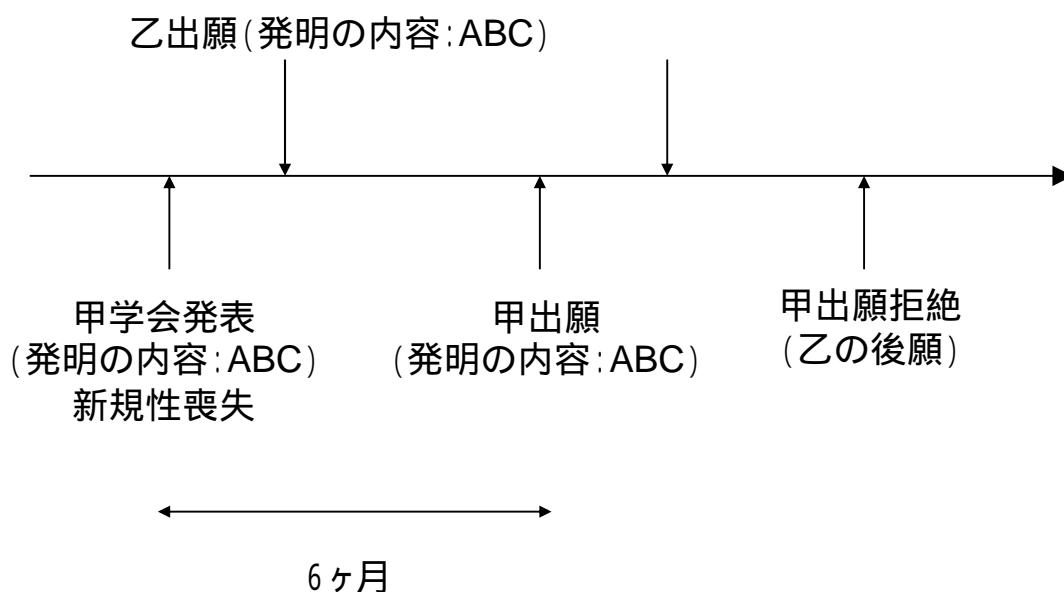 乙出願(発明の内容:ABC)
甲学会発表
(発明の内容:ABC)
新規性喪失
甲出願
(発明の内容:ABC)
甲出願拒絶
(乙の後願)
6ヶ月